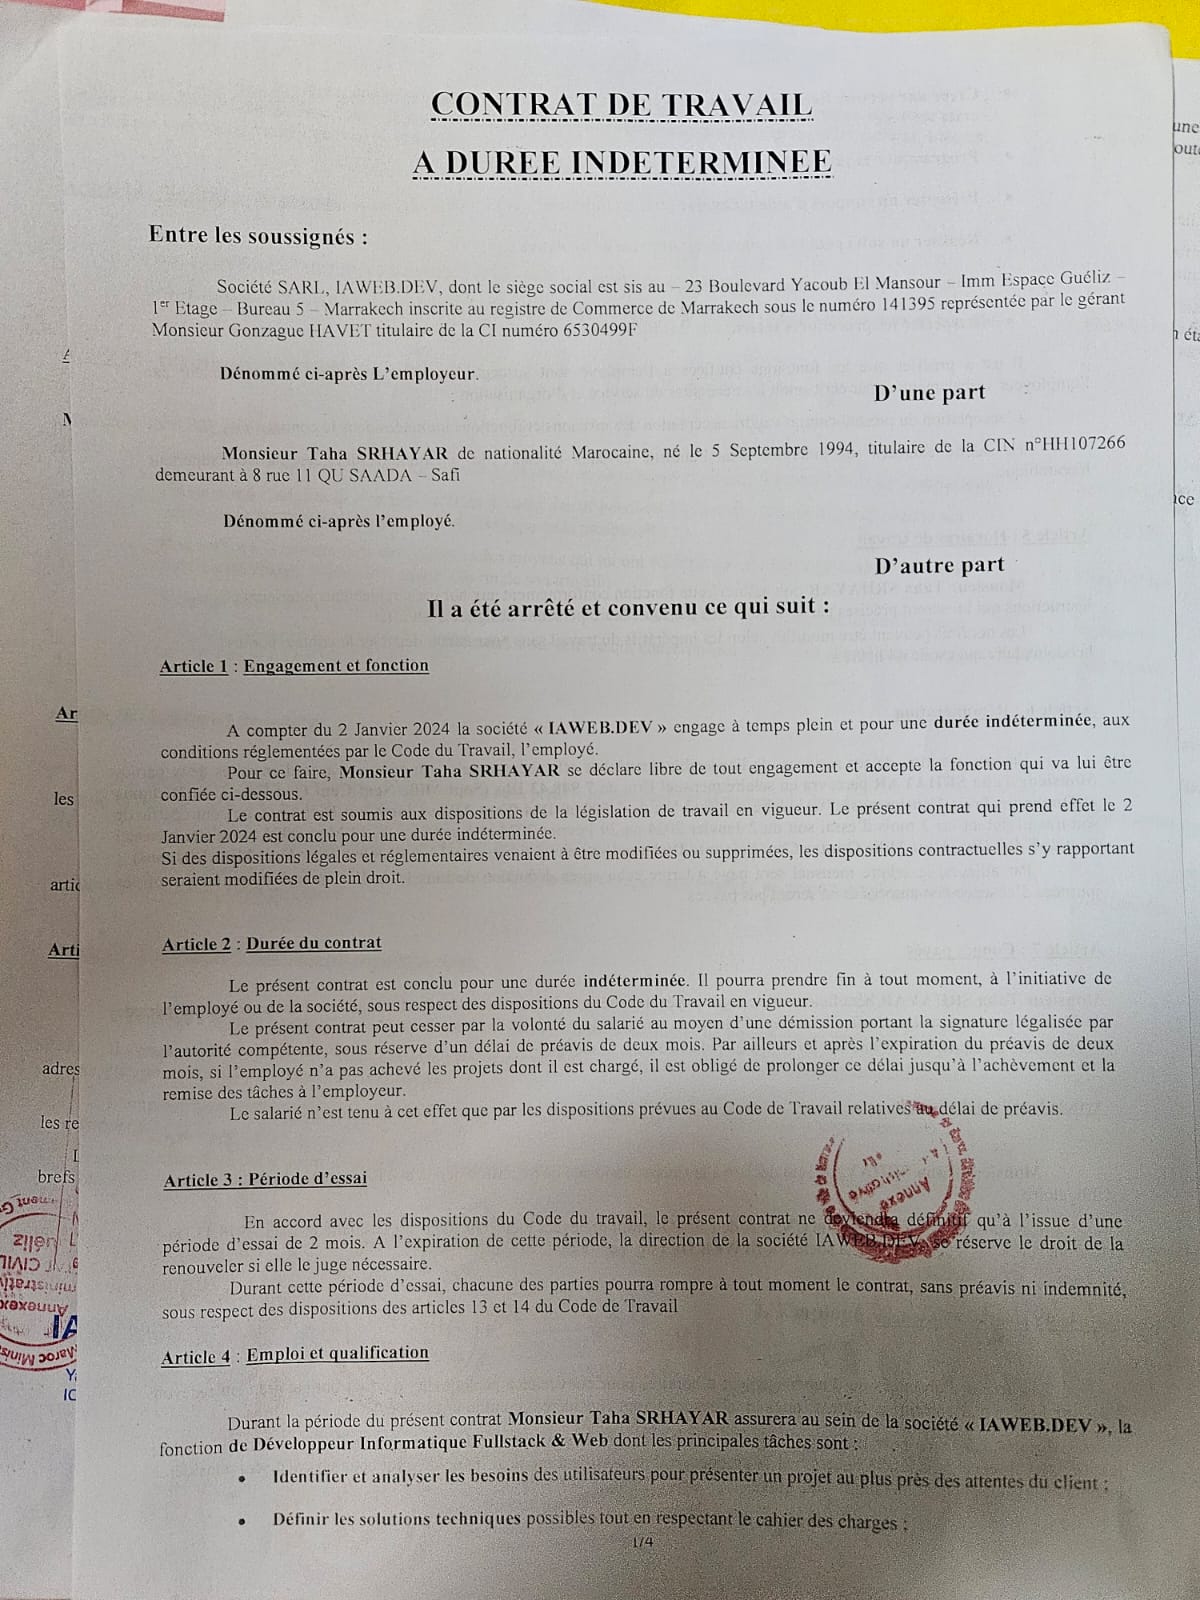 CONTRAT DE TRAVAIL
A DUREE INDETERMINEE
Entre les soussignés :
Société SARL, IAWEB.DEV, dont le siège social est sis au – 23 Boulevard Yacoub El Mansour – Imm Espace Guéliz –
1er Etage – Bureau 5 – Marrakech inscrite au registre de Commerce de Marrakech sous le numéro 141395 représentée par le gérant
Monsieur Gonzague HAVET titulaire de la CI numéro 6530499F
Dénommé ci-après L'employeur.
D'une part
Monsieur Taha SRHAYAR de nationalité Marocaine, né le 5 Septembre 1994, titulaire de la CIN n°HH107266
demeurant à 8 rue 11 QU SAADA – Safi
Dénommé ci-après l'employé.
D'autre part
Il a été arrêté et convenu ce qui suit :
Article 1 : Engagement et fonction
A compter du 2 Janvier 2024 la société « IAWEB.DEV » engage à temps plein et pour une durée indéterminée, aux
conditions réglementées par le Code du Travail, l'employé.
Pour ce faire, Monsieur Taha SRHAYAR se déclare libre de tout engagement et accepte la fonction qui va lui être
confiée ci-dessous.
Le contrat est soumis aux dispositions de la législation de travail en vigueur. Le présent contrat qui prend effet le 2
Janvier 2024 est conclu pour une durée indéterminée.
Si des dispositions légales et réglementaires venaient à être modifiées ou supprimées, les dispositions contractuelles s'y rapportant
seraient modifiées de plein droit.
Article 2 : Durée du contrat
Le présent contrat est conclu pour une durée indéterminée. Il pourra prendre fin à tout moment, à l'initiative de
l'employé ou de la société, sous respect des dispositions du Code du Travail en vigueur.
Le présent contrat peut cesser par la volonté du salarié au moyen d'une démission portant la signature légalisée par
l'autorité compétente, sous réserve d'un délai de préavis de deux mois. Par ailleurs et après l'expiration du préavis de deux
mois, si l'employé n'a pas achevé les projets dont il est chargé, il est obligé de prolonger ce délai jusqu'à l'achèvement et la
remise des tâches à l'employeur.
Le salarié n'est tenu à cet effet que par les dispositions prévues au Code de Travail relatives au délai de préavis.
Annexe
Article 3 : Période d'essai
En accord avec les dispositions du Code du travail, le présent contrat ne deviendra définitif qu'à l'issue d'une
période d'essai de 2 mois. A l'expiration de cette période, la direction de la société IAWEB.DEV, se réserve le droit de la
renouveler si elle le juge nécessaire.
Durant cette période d'essai, chacune des parties pourra rompre à tout moment le contrat, sans préavis ni indemnité,
sous respect des dispositions des articles 13 et 14 du Code de Travail
Article 4 : Emploi et qualification
Durant la période du présent contrat Monsieur Taha SRHAYAR assurera au sein de la société « IAWEB.DEV », la
fonction de Développeur Informatique Fullstack & Web dont les principales tâches sont :
• Identifier et analyser les besoins des utilisateurs pour présenter un projet au plus près des attentes du client ;
• Définir les solutions techniques possibles tout en respectant le cahier des charges ;
1/4